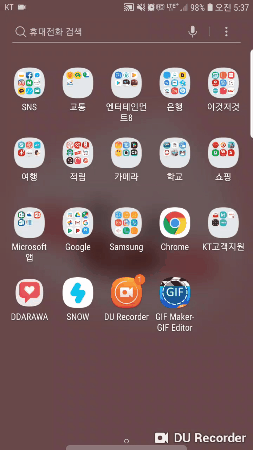 KT 98% 오전 5:37
휴대전화 검색
SNS 교통 엔터테인먼트8 은행 이것저것
여행 적립 카메라 학교 쇼핑
Microsoft 앱 Google Samsung Chrome KT고객지원
DDARAWA SNOW DU Recorder GIF Maker-GIF Editor
GIF
DU Recorder